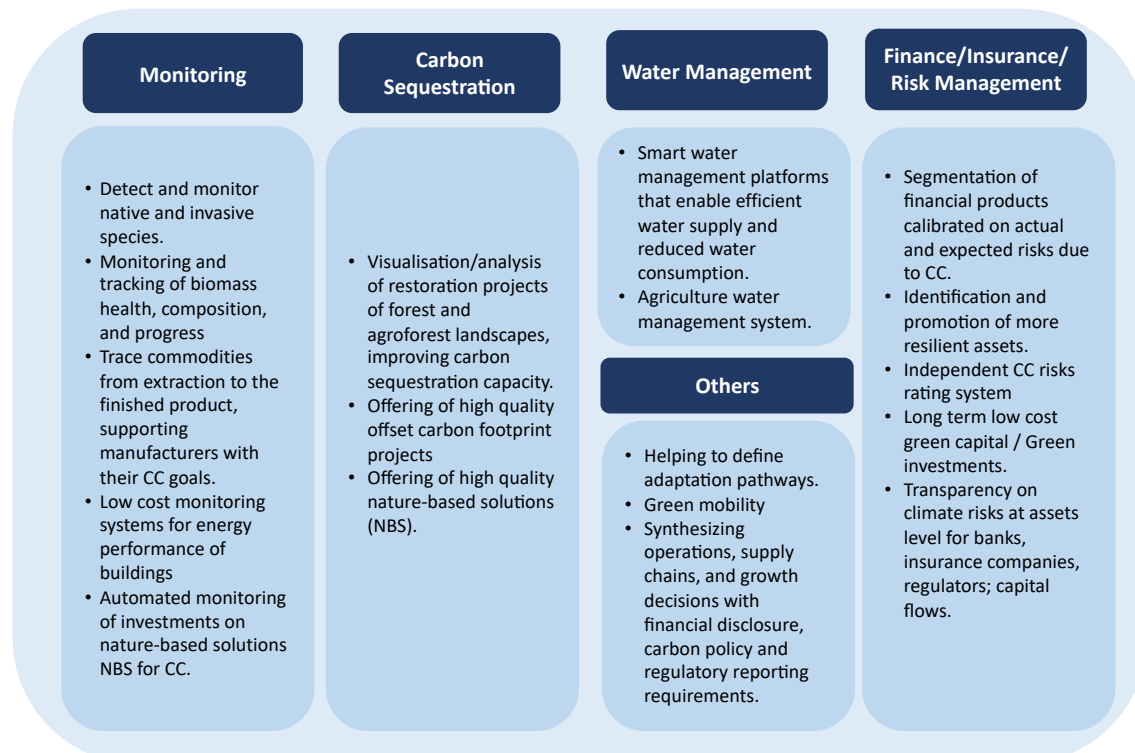 Monitoring
• Detect and monitor
native and invasive
species.
• Monitoring and
tracking of biomass
health, composition,
and progress
• Trace commodities
from extraction to the
finished product,
supporting
manufacturers with
their CC goals.
• Low cost monitoring
systems for energy
performance of
buildings
• Automated monitoring
of investments on
nature-based solutions
NBS for CC.
Carbon
Sequestration
• Visualisation/analysis
of restoration projects
of forest and
agroforest landscapes,
improving carbon
sequestration capacity.
• Offering of high quality
offset carbon footprint
projects
• Offering of high quality
nature-based solutions
(NBS).
Water Management
• Smart water
management platforms
that enable efficient
water supply and
reduced water
consumption.
• Agriculture water
management system.
Others
• Helping to define
adaptation pathways.
• Green mobility
• Synthesizing
operations, supply
chains, and growth
decisions with
financial disclosure,
carbon policy and
regulatory reporting
requirements.
Finance/Insurance/
Risk Management
• Segmentation of
financial products
calibrated on actual
and expected risks due
to CC.
• Identification and
promotion of more
resilient assets.
• Independent CC risks
rating system
• Long term low cost
green capital / Green
investments.
• Transparency on
climate risks at assets
level for banks,
insurance companies,
regulators; capital
flows.